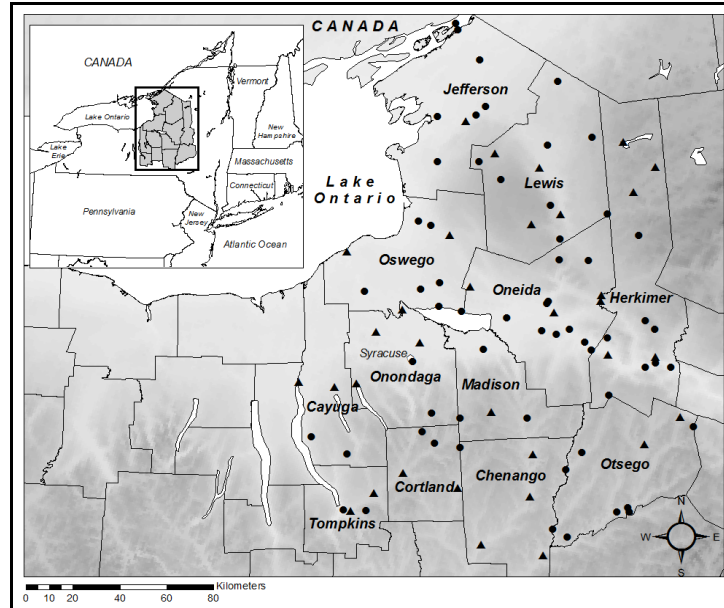 CANADA
CANADA
Vermont
Lake Ontario
New
Hampshire
Lake
Erie
Massachusetts
Connecticut
Pennsylvania
New
Jersey
Atlantic Ocean
Jefferson
Lake
Ontario
Lewis
Oswego
Oneida
Herkimer
Syracuse
Onondaga
Madison
Cayuga
Otsego
Cortland
Chenango
Tompkins
N
W
E
S
Kilometers
0 5 10 20 40 60 80